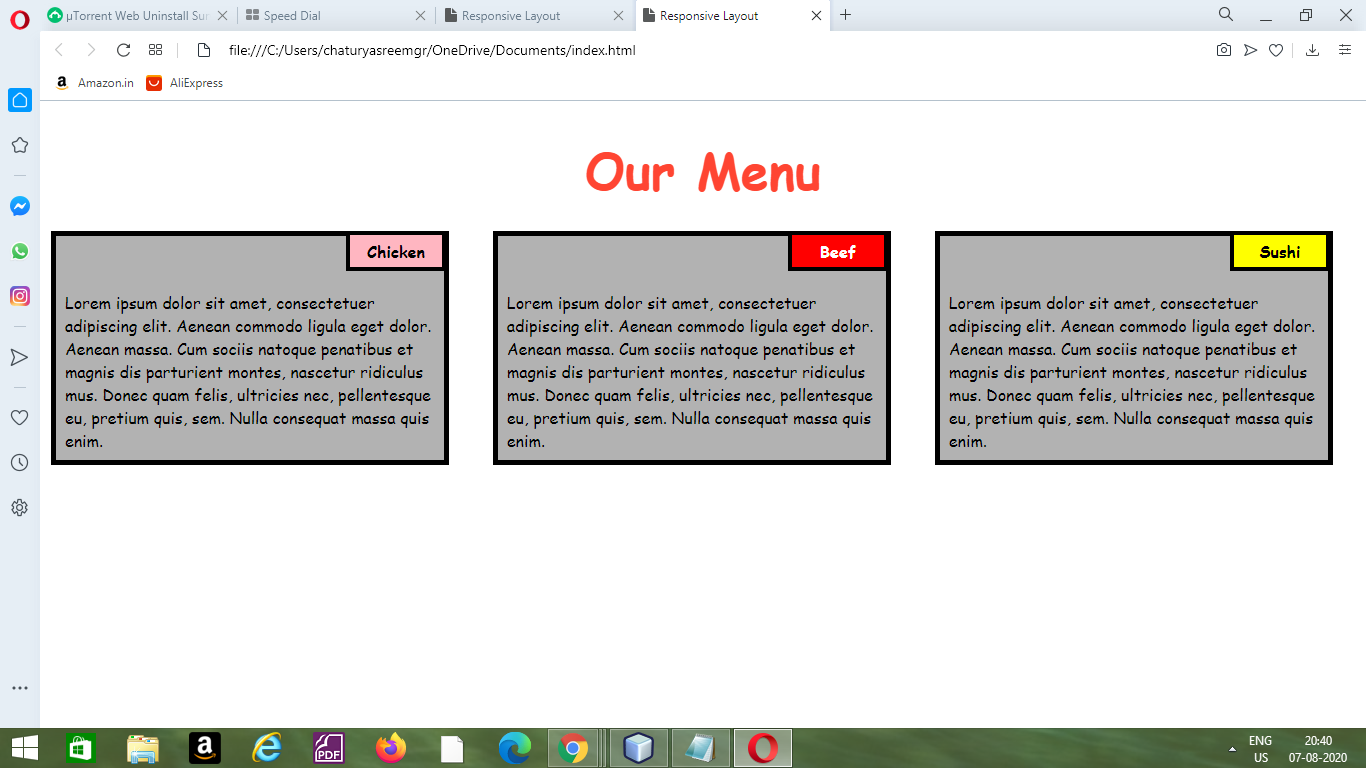 µTorrent Web Uninstall Sur
Speed Dial
Responsive Layout
Responsive Layout
file:///C:/Users/chaturyasreemgr/OneDrive/Documents/index.html
Amazon.in
AliExpress
Our Menu
Chicken
Lorem ipsum dolor sit amet, consectetuer
adipiscing elit. Aenean commodo ligula eget dolor.
Aenean massa. Cum sociis natoque penatibus et
magnis dis parturient montes, nascetur ridiculus
mus. Donec quam felis, ultricies nec, pellentesque
eu, pretium quis, sem. Nulla consequat massa quis
enim.
Beef
Lorem ipsum dolor sit amet, consectetuer
adipiscing elit. Aenean commodo ligula eget dolor.
Aenean massa. Cum sociis natoque penatibus et
magnis dis parturient montes, nascetur ridiculus
mus. Donec quam felis, ultricies nec, pellentesque
eu, pretium quis, sem. Nulla consequat massa quis
enim.
Sushi
Lorem ipsum dolor sit amet, consectetuer
adipiscing elit. Aenean commodo ligula eget dolor.
Aenean massa. Cum sociis natoque penatibus et
magnis dis parturient montes, nascetur ridiculus
mus. Donec quam felis, ultricies nec, pellentesque
eu, pretium quis, sem. Nulla consequat massa quis
enim.
PDF
ENG
US
20:40
07-08-2020